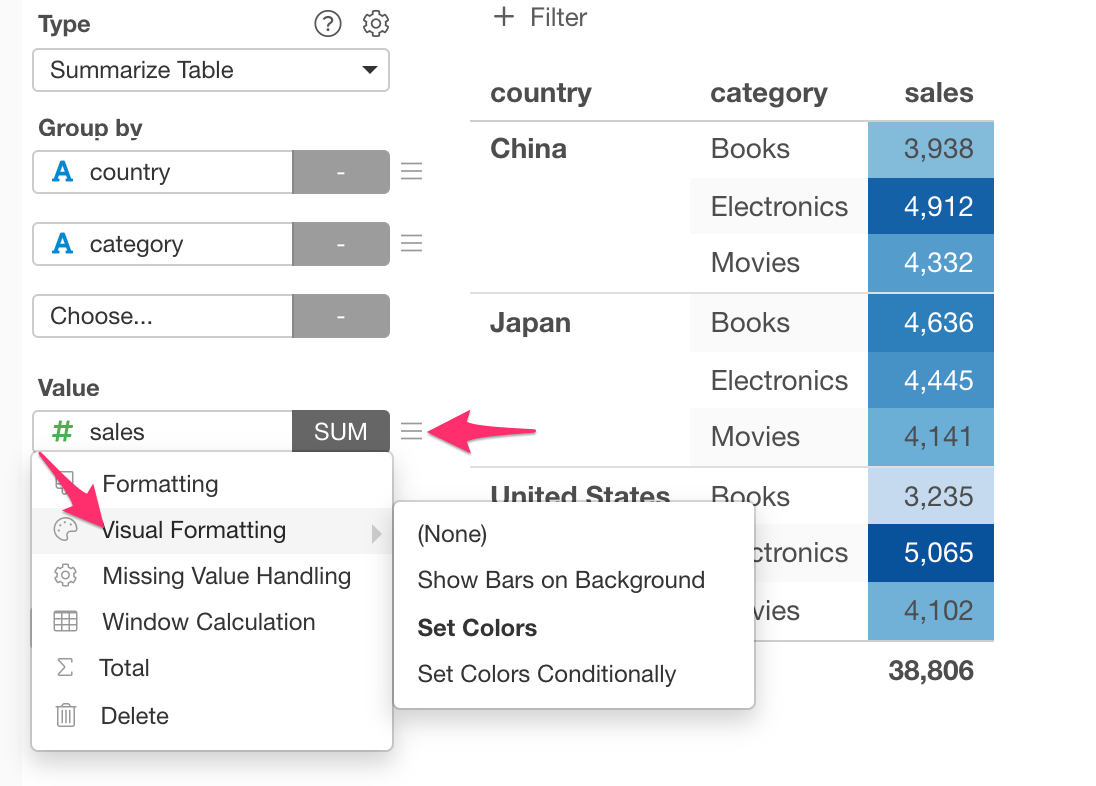 Type
?
Summarize Table
Group by
A country -
A category -
Choose... -
Value
# sales SUM
Formatting
Visual Formatting
Missing Value Handling
Window Calculation
Σ Total
Delete
(None)
Show Bars on Background
Set Colors
Set Colors Conditionally
+ Filter
country category sales
China Books 3,938
Electronics 4,912
Movies 4,332
Japan Books 4,636
Electronics 4,445
Movies 4,141
United States Books 3,235
ctronics 5,065
vies 4,102
38,806